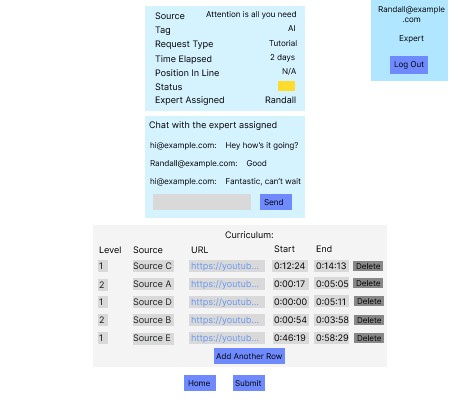 Randall@example
.com
Expert
Log Out
Source Attention is all you need
Tag AI
Request Type Tutorial
Time Elapsed 2 days
Position In Line N/A
Status
Expert Assigned Randall
Chat with the expert assigned
hi@example.com: Hey how's it going?
Randall@example.com: Good
hi@example.com: Fantastic, can't wait
Send
Curriculum:
Level Source URL Start End
1 Source C https://youtub... 0:12:24 0:14:13 Delete
2 Source A https://youtub... 0:00:17 0:05:05 Delete
1 Source D https://youtub... 0:00:00 0:05:11 Delete
2 Source B https://youtub... 0:00:54 0:03:58 Delete
1 Source E https://youtub... 0:46:19 0:58:29 Delete
Add Another Row
Home Submit